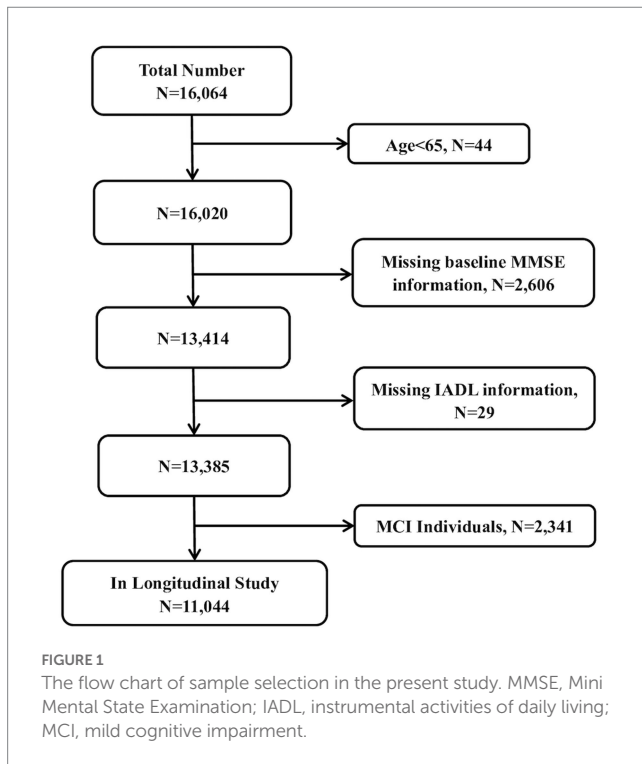 Total Number
N=16,064
Age<65, N=44
N=16,020
Missing baseline MMSE
information, N=2,606
N=13,414
Missing IADL information,
N=29
N=13,385
MCI Individuals, N=2,341
In Longitudinal Study
N=11,044
FIGURE 1
The flow chart of sample selection in the present study. MMSE, Mini
Mental State Examination; IADL, instrumental activities of daily living;
MCI, mild cognitive impairment.